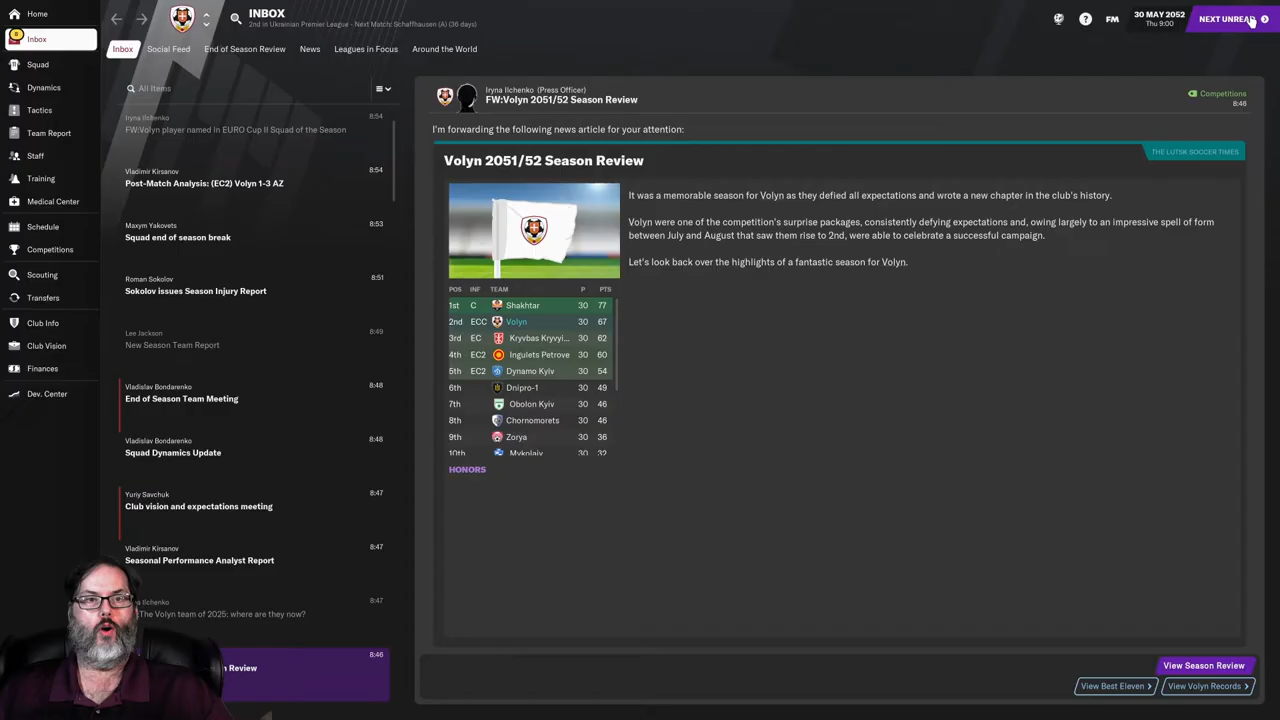 Home
Inbox
Squad
Dynamics
Tactics
Team Report
Staff
Training
Medical Center
Schedule
Competitions
Scouting
Transfers
Club Info
Club Vision
Finances
Dev. Center
INBOX
2nd in Ukrainian Premier League - Next Match: Schaffhausen (A) (36 days)
FM
30 MAY 2052
Thu 9:00
NEXT UNREAD
Inbox
Social Feed
End of Season Review
News
Leagues in Focus
Around the World
All Items
Iryna Ilchenko
8:54
FW:Volyn player named in EURO Cup II Squad of the Season
Vladimir Kirsanov
8:54
Post-Match Analysis: (EC2) Volyn 1-3 AZ
Maxym Yakovets
8:53
Squad end of season break
Roman Sokolov
8:51
Sokolov issues Season Injury Report
Lee Jackson
8:49
New Season Team Report
Vladislav Bondarenko
8:48
End of Season Team Meeting
Vladislav Bondarenko
8:48
Squad Dynamics Update
Yuriy Savchuk
8:47
Club vision and expectations meeting
Vladimir Kirsanov
8:47
Seasonal Performance Analyst Report
Ilchenko
8:47
The Volyn team of 2025: where are they now?
8:46
Review
Iryna Ilchenko (Press Officer)
FW:Volyn 2051/52 Season Review
Competitions
8:46
I'm forwarding the following news article for your attention:
THE LUTSK SOCCER TIMES
Volyn 2051/52 Season Review
It was a memorable season for Volyn as they defied all expectations and wrote a new chapter in the club's history.
Volyn were one of the competition's surprise packages, consistently defying expectations and, owing largely to an impressive spell of form
between July and August that saw them rise to 2nd, were able to celebrate a successful campaign.
Let's look back over the highlights of a fantastic season for Volyn.
POS INF TEAM P PTS
1st C Shakhtar 30 77
2nd ECC Volyn 30 67
3rd EC Kryvbas Kryvyi... 30 62
4th EC2 Ingulets Petrove 30 60
5th EC2 Dynamo Kyiv 30 54
6th Dnipro-1 30 49
7th Obolon Kyiv 30 46
8th Chornomorets 30 46
9th Zorya 30 36
10th Mykolaiv 30 32
HONORS
View Season Review
View Best Eleven
View Volyn Records